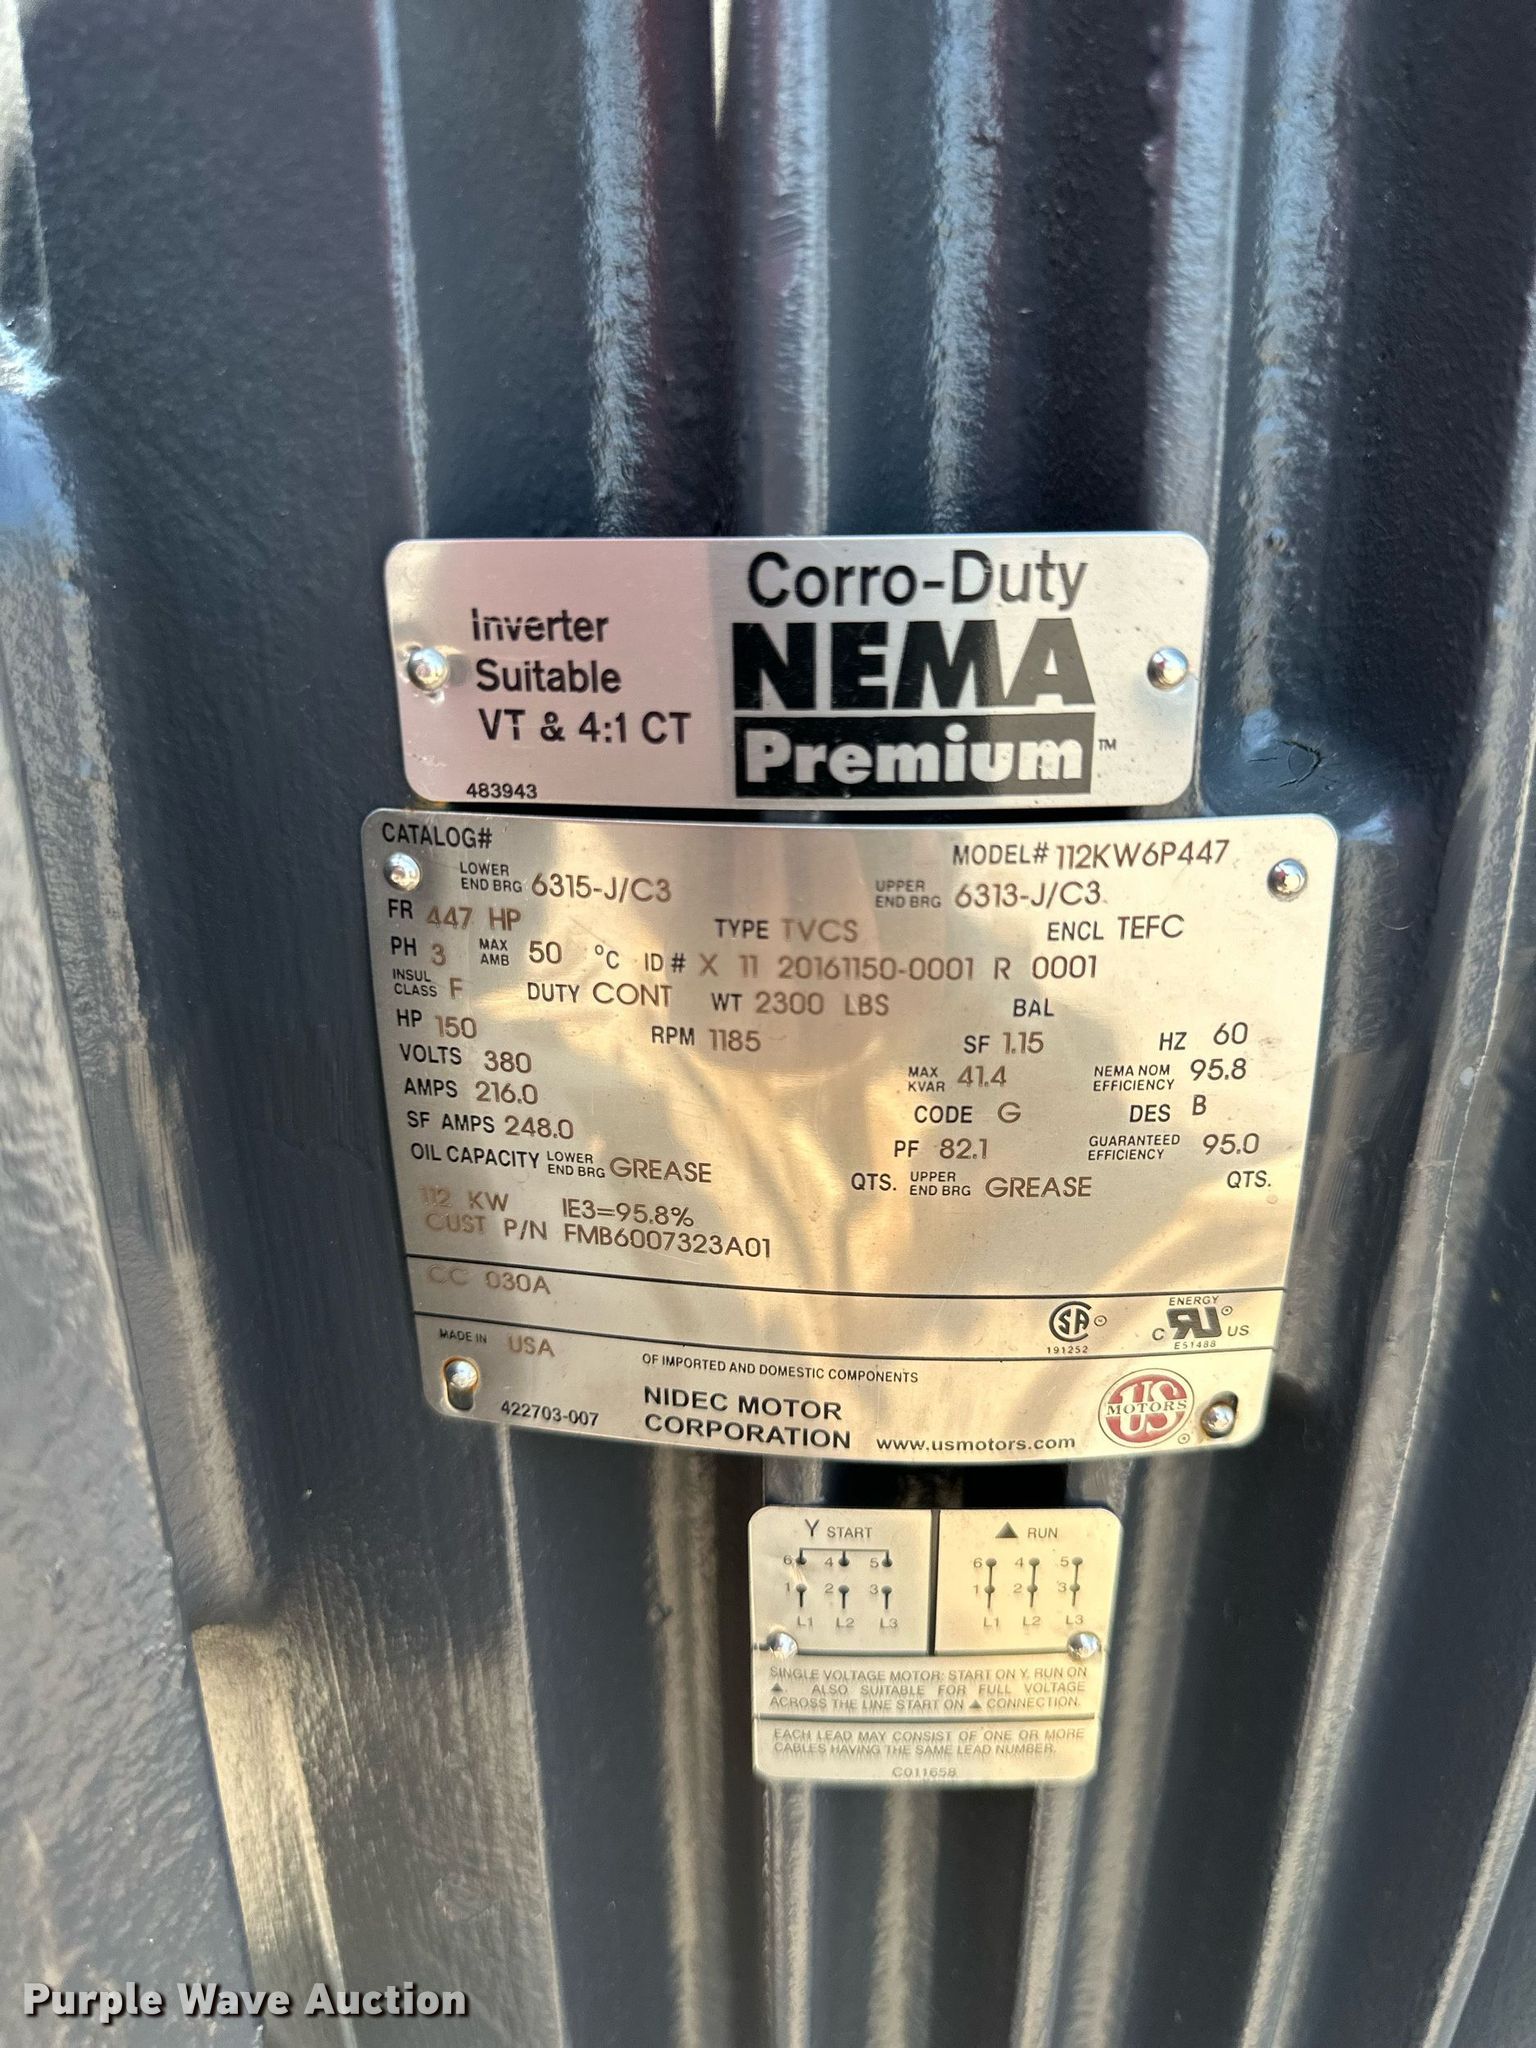 Inverter
Suitable
VT & 4:1 CT
483943
Corro-Duty
NEMA
Premium™
CATALOG#
MODEL# 112KW6P447
LOWER END BRG 6315-J/C3 UPPER END BRG 6313-J/C3
FR 447 HP TYPE TVCS ENCL TEFC
PH 3 MAX AMB 50 °C ID# X 11 20161150-0001 R 0001
INSUL CLASS F DUTY CONT WT 2300 LBS BAL
HP 150 RPM 1185 SF 1.15 HZ 60
VOLTS 380 MAX KVAR 41.4 NEMA NOM EFFICIENCY 95.8
AMPS 216.0 CODE G DES B
SF AMPS 248.0 PF 82.1 GUARANTEED EFFICIENCY 95.0
OIL CAPACITY LOWER END BRG GREASE QTS. UPPER END BRG GREASE QTS.
112 KW IE3=95.8%
CUST P/N FMB6007323A01
CC 030A
SA ®
191252
ENERGY
C RU ® US
E51488
MADE IN USA
OF IMPORTED AND DOMESTIC COMPONENTS
422703-007
NIDEC MOTOR
CORPORATION
www.usmotors.com
US
MOTORS
®
Y START
6 4 5
1 2 3
L1 L2 L3
▲ RUN
6 4 5
1 2 3
L1 L2 L3
SINGLE VOLTAGE MOTOR: START ON Y, RUN ON
▲. ALSO SUITABLE FOR FULL VOLTAGE
ACROSS THE LINE START ON ▲ CONNECTION.
EACH LEAD MAY CONSIST OF ONE OR MORE
CABLES HAVING THE SAME LEAD NUMBER.
C011658
Purple Wave Auction